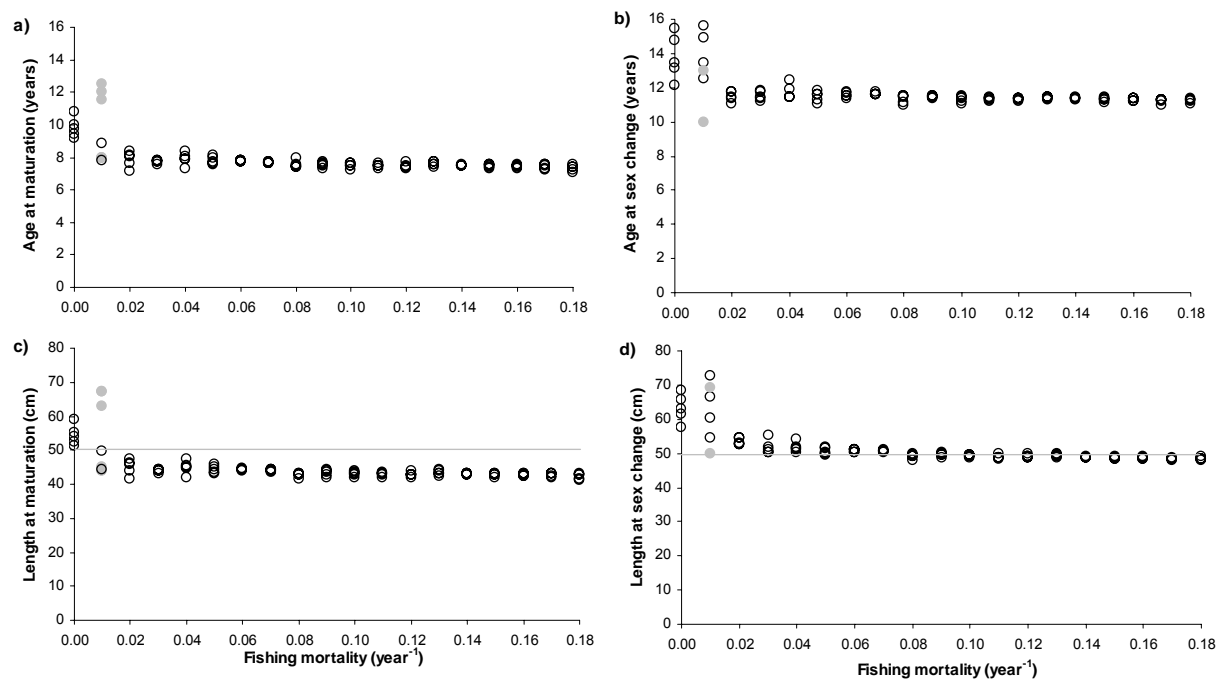 a)
16
14
12
10
8
6
4
2
0
Age at maturation (years)
0.00 0.02 0.04 0.06 0.08 0.10 0.12 0.14 0.16 0.18
b)
16
14
12
10
8
6
4
2
0
Age at sex change (years)
0.00 0.02 0.04 0.06 0.08 0.10 0.12 0.14 0.16 0.18
c)
80
70
60
50
40
30
20
10
0
Length at maturation (cm)
0.00 0.02 0.04 0.06 0.08 0.10 0.12 0.14 0.16 0.18
Fishing mortality (year⁻¹)
d)
80
70
60
50
40
30
20
10
0
Length at sex change (cm)
0.00 0.02 0.04 0.06 0.08 0.10 0.12 0.14 0.16 0.18
Fishing mortality (year⁻¹)